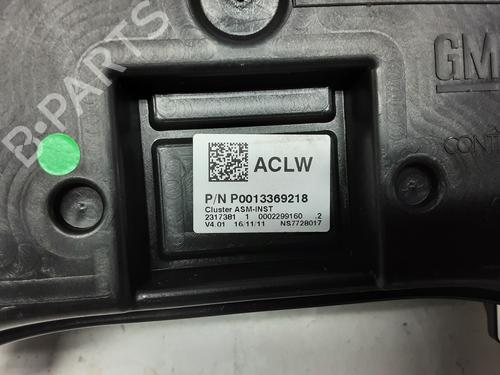 B-PARTS
GM
CONT
ACLW
P/N P0013369218
Cluster ASM-INST
2317381 1 0002299160 .2
V4.01 16/11/11 NS7728017